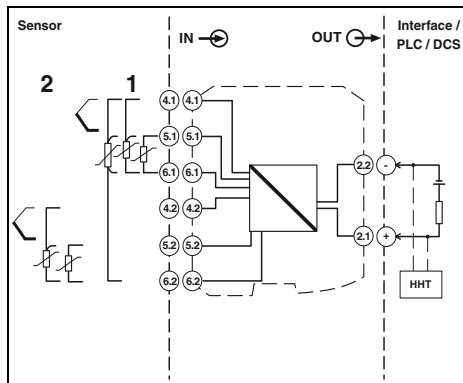 Sensor
IN
OUT
Interface /
PLC / DCS
2
1
4.1 4.1
5.1 5.1
6.1 6.1
2.2 -
4.2 4.2
5.2 5.2
2.1 +
6.2 6.2
HHT